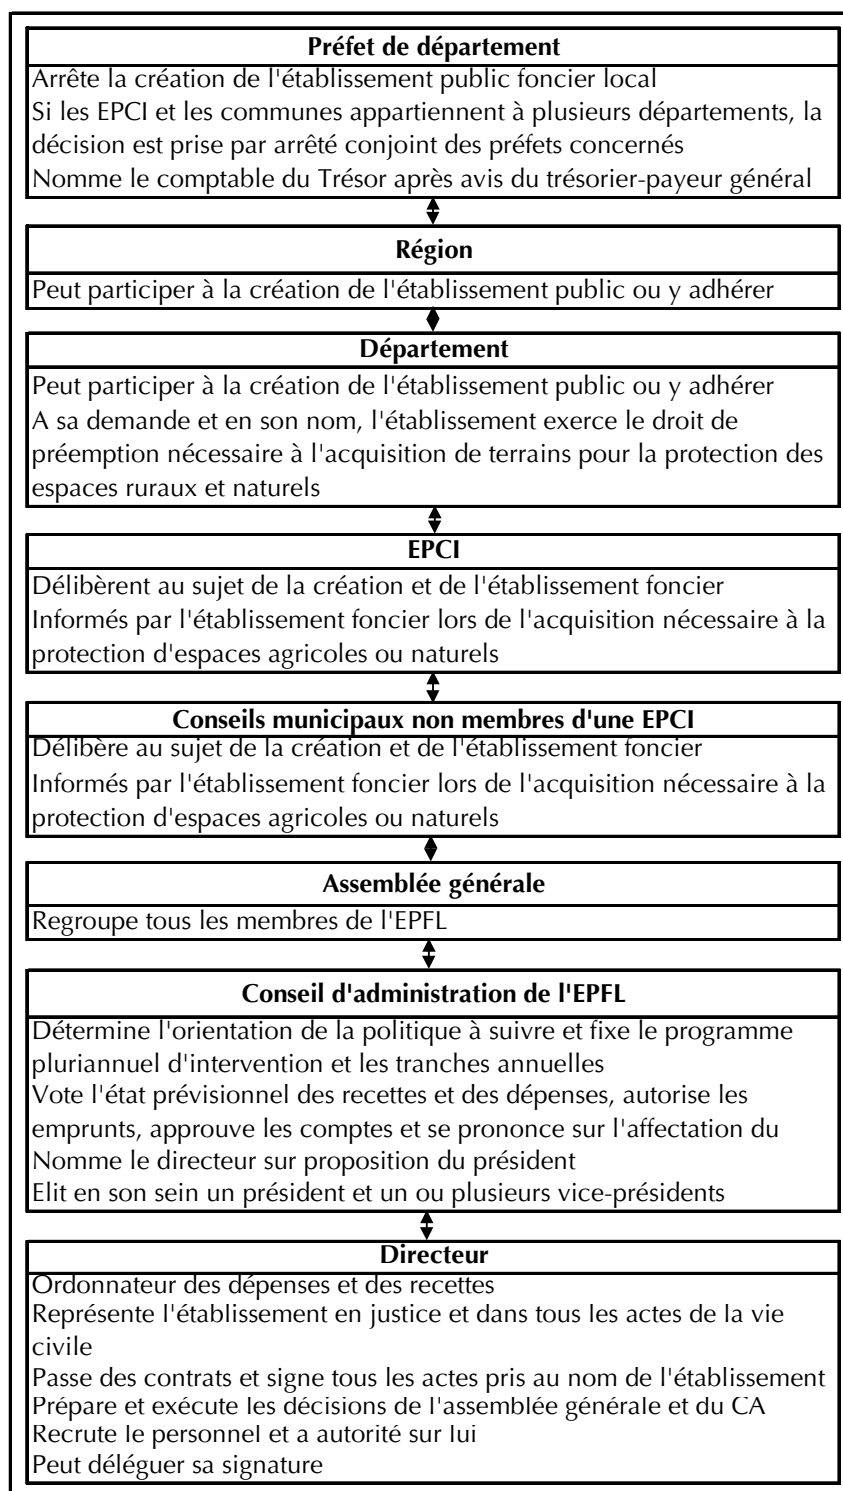 Préfet de département
Arrête la création de l'établissement public foncier local
Si les EPCI et les communes appartiennent à plusieurs départements, la
décision est prise par arrêté conjoint des préfets concernés
Nomme le comptable du Trésor après avis du trésorier-payeur général
Région
Peut participer à la création de l'établissement public ou y adhérer
Département
Peut participer à la création de l'établissement public ou y adhérer
A sa demande et en son nom, l'établissement exerce le droit de
préemption nécessaire à l'acquisition de terrains pour la protection des
espaces ruraux et naturels
EPCI
Délibèrent au sujet de la création et de l'établissement foncier
Informés par l'établissement foncier lors de l'acquisition nécessaire à la
protection d'espaces agricoles ou naturels
Conseils municipaux non membres d'une EPCI
Délibère au sujet de la création et de l'établissement foncier
Informés par l'établissement foncier lors de l'acquisition nécessaire à la
protection d'espaces agricoles ou naturels
Assemblée générale
Regroupe tous les membres de l'EPFL
Conseil d'administration de l'EPFL
Détermine l'orientation de la politique à suivre et fixe le programme
pluriannuel d'intervention et les tranches annuelles
Vote l'état prévisionnel des recettes et des dépenses, autorise les
emprunts, approuve les comptes et se prononce sur l'affectation du
Nomme le directeur sur proposition du président
Elit en son sein un président et un ou plusieurs vice-présidents
Directeur
Ordonnateur des dépenses et des recettes
Représente l'établissement en justice et dans tous les actes de la vie
civile
Passe des contrats et signe tous les actes pris au nom de l'établissement
Prépare et exécute les décisions de l'assemblée générale et du CA
Recrute le personnel et a autorité sur lui
Peut déléguer sa signature